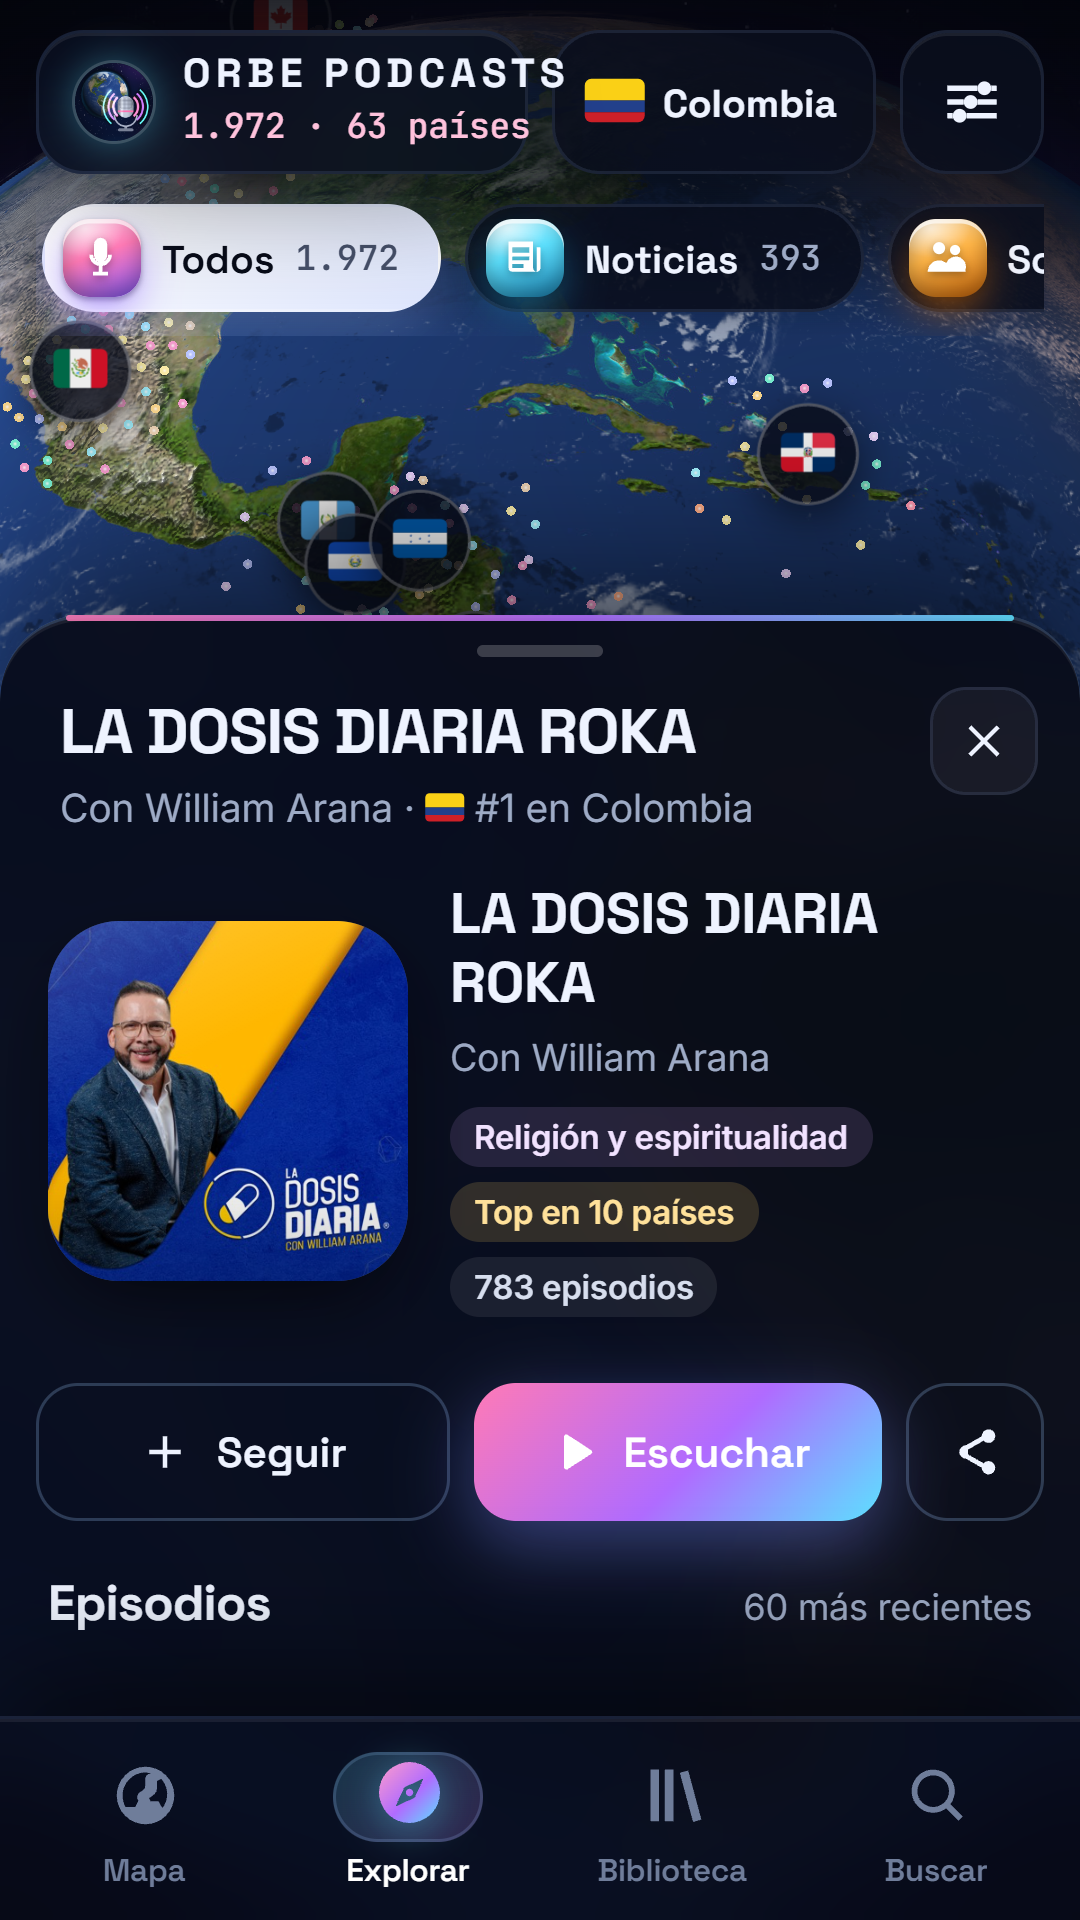 ORBE PODCASTS
1.972 · 63 países
Colombia
Todos 1.972
Noticias 393
LA DOSIS DIARIA ROKA
Con William Arana · #1 en Colombia
LA DOSIS DIARIA
ROKA
Con William Arana
Religión y espiritualidad
Top en 10 países
783 episodios
LA
DOSIS
DIARIA®
CON WILLIAM ARANA
Seguir
Escuchar
Episodios
60 más recientes
Mapa
Explorar
Biblioteca
Buscar